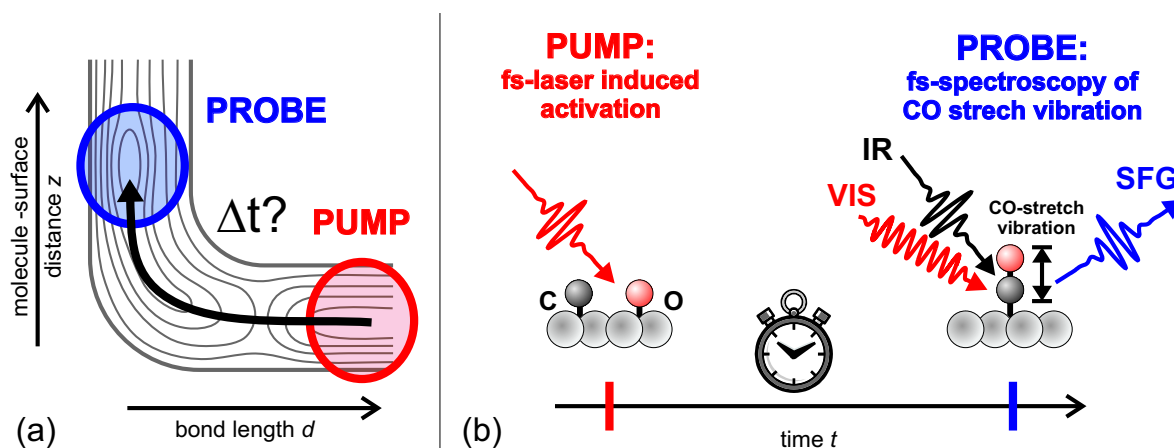 molecule -surface
distance z
PROBE
Δt?
PUMP
bond length d
(a)
PUMP:
fs-laser induced
activation
PROBE:
fs-spectroscopy of
CO strech vibration
IR
VIS
SFG
CO-stretch
vibration
C
O
time t
(b)